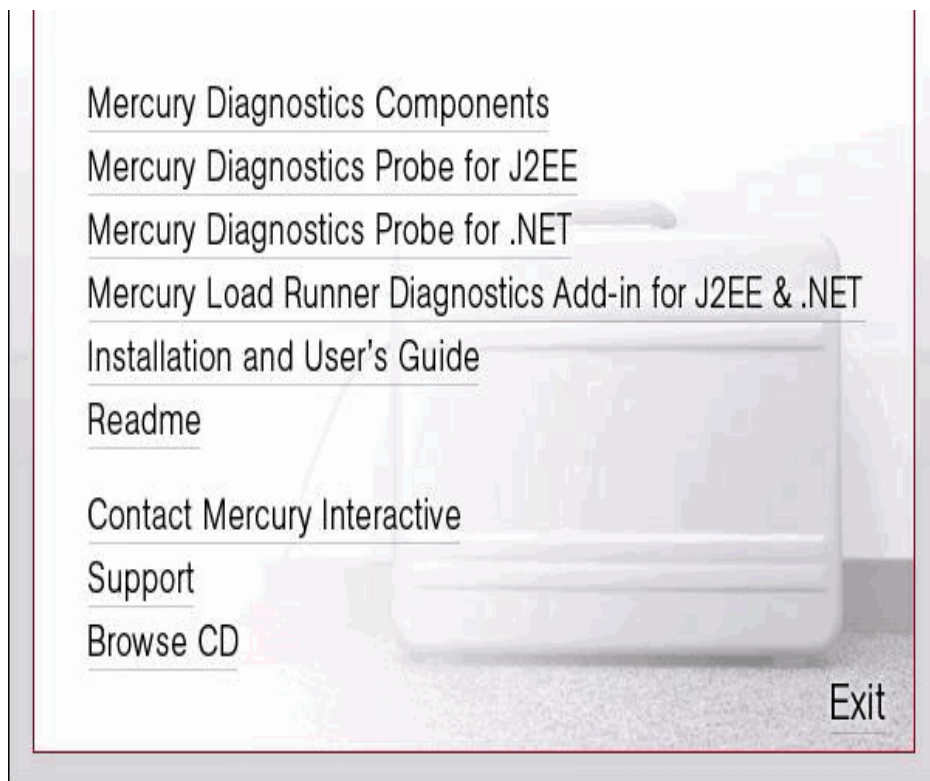 Mercury Diagnostics Components
Mercury Diagnostics Probe for J2EE
Mercury Diagnostics Probe for .NET
Mercury Load Runner Diagnostics Add-in for J2EE & .NET
Installation and User's Guide
Readme
Contact Mercury Interactive
Support
Browse CD
Exit